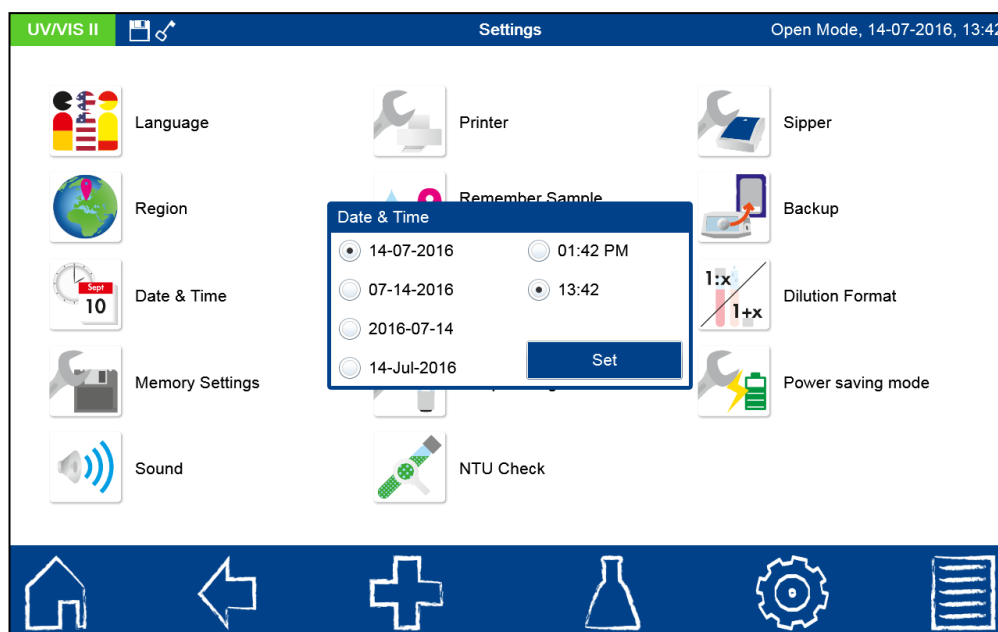 UV/VIS II Settings Open Mode, 14-07-2016, 13:42
Language Printer Sipper
Region Remember Sample Backup
Date & Time
14-07-2016 01:42 PM
07-14-2016 13:42
2016-07-14
14-Jul-2016 Set
Sept
10
Date & Time
1:x
1+x
Dilution Format
Memory Settings
Power saving mode
Sound NTU Check